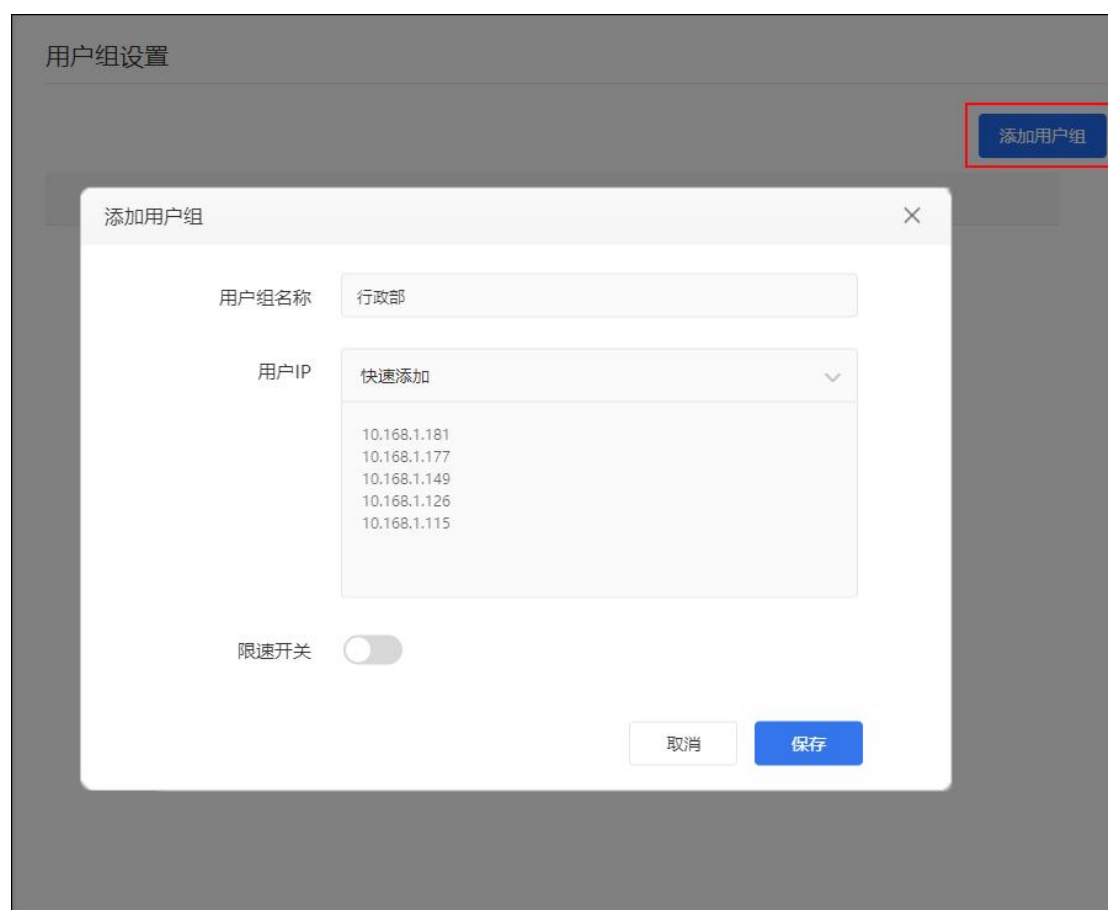 用户组设置
添加用户组
添加用户组
用户组名称
行政部
用户IP
快速添加
10.168.1.181
10.168.1.177
10.168.1.149
10.168.1.126
10.168.1.115
限速开关
取消
保存